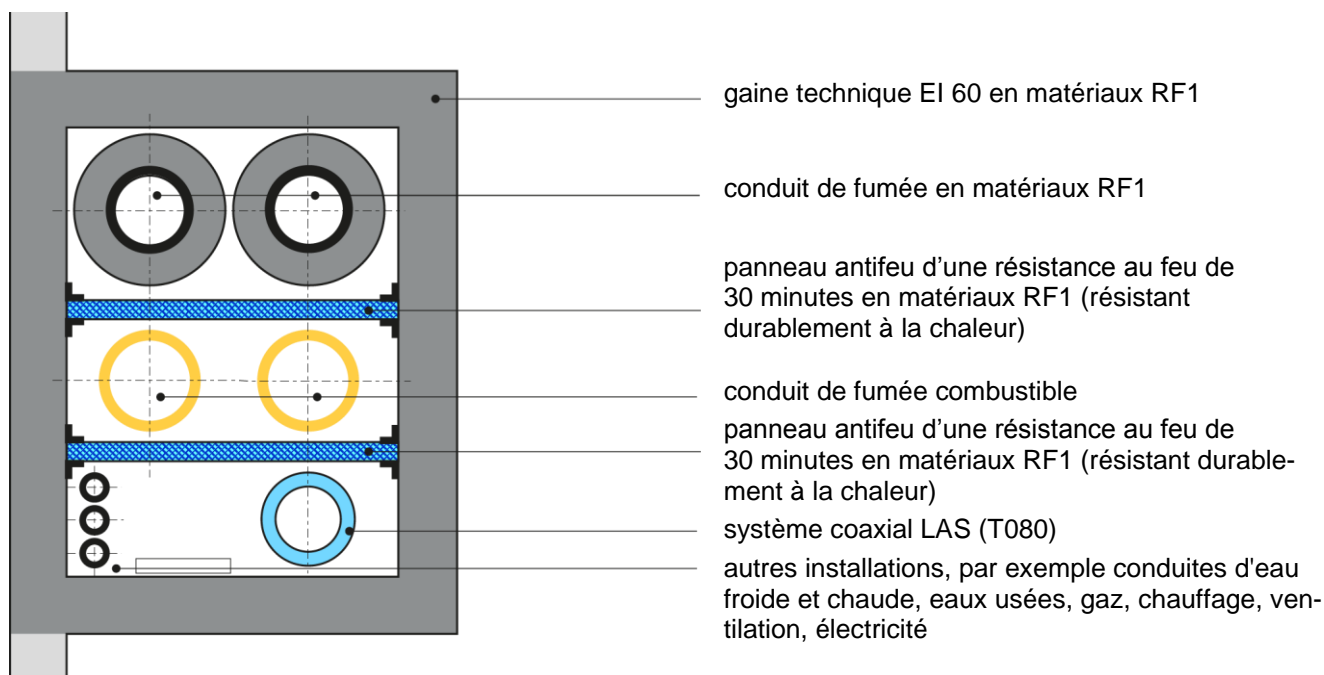 gaine technique EI 60 en matériaux RF1
conduit de fumée en matériaux RF1
panneau antifeu d’une résistance au feu de
30 minutes en matériaux RF1 (résistant
durablement à la chaleur)
conduit de fumée combustible
panneau antifeu d’une résistance au feu de
30 minutes en matériaux RF1 (résistant durable-
ment à la chaleur)
système coaxial LAS (T080)
autres installations, par exemple conduites d'eau
froide et chaude, eaux usées, gaz, chauffage, ven-
tilation, électricité